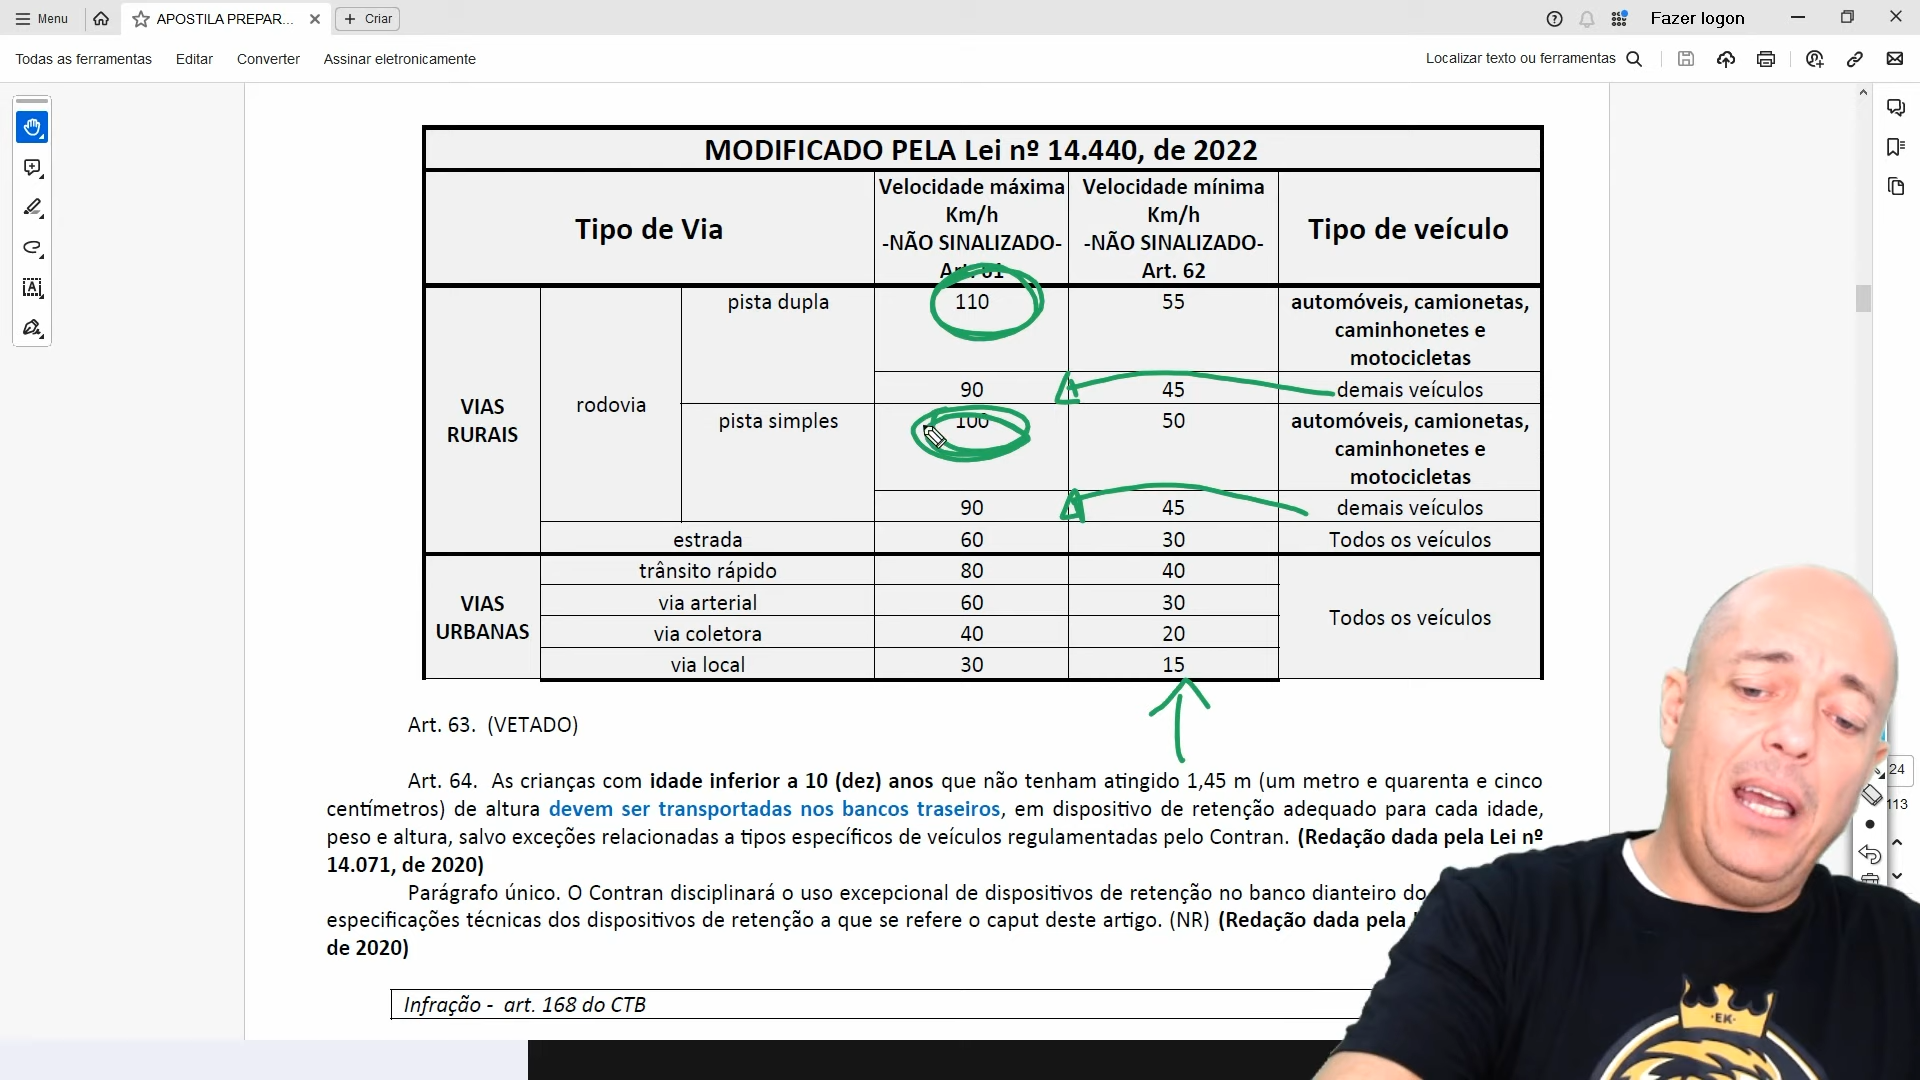 Menu
APOSTILA PREPAR...
Criar
Fazer logon
Todas as ferramentas
Editar
Converter
Assinar eletronicamente
Localizar texto ou ferramentas
MODIFICADO PELA Lei nº 14.440, de 2022
Tipo de Via
Velocidade máxima
Km/h
-NÃO SINALIZADO-
Art. 61
Velocidade mínima
Km/h
-NÃO SINALIZADO-
Art. 62
Tipo de veículo
VIAS
RURAIS
rodovia
pista dupla
110
55
automóveis, camionetas,
caminhonetes e
motocicletas
90
45
demais veículos
pista simples
100
50
automóveis, camionetas,
caminhonetes e
motocicletas
90
45
demais veículos
estrada
60
30
Todos os veículos
VIAS
URBANAS
trânsito rápido
80
40
via arterial
60
30
via coletora
40
20
via local
30
15
Todos os veículos
Art. 63. (VETADO)
Art. 64. As crianças com idade inferior a 10 (dez) anos que não tenham atingido 1,45 m (um metro e quarenta e cinco
centímetros) de altura devem ser transportadas nos bancos traseiros, em dispositivo de retenção adequado para cada idade,
peso e altura, salvo exceções relacionadas a tipos específicos de veículos regulamentadas pelo Contran. (Redação dada pela Lei nº
14.071, de 2020)
Parágrafo único. O Contran disciplinará o uso excepcional de dispositivos de retenção no banco dianteiro do
especificações técnicas dos dispositivos de retenção a que se refere o caput deste artigo. (NR) (Redação dada pela
de 2020)
Infração - art. 168 do CTB
24
113
·EK·